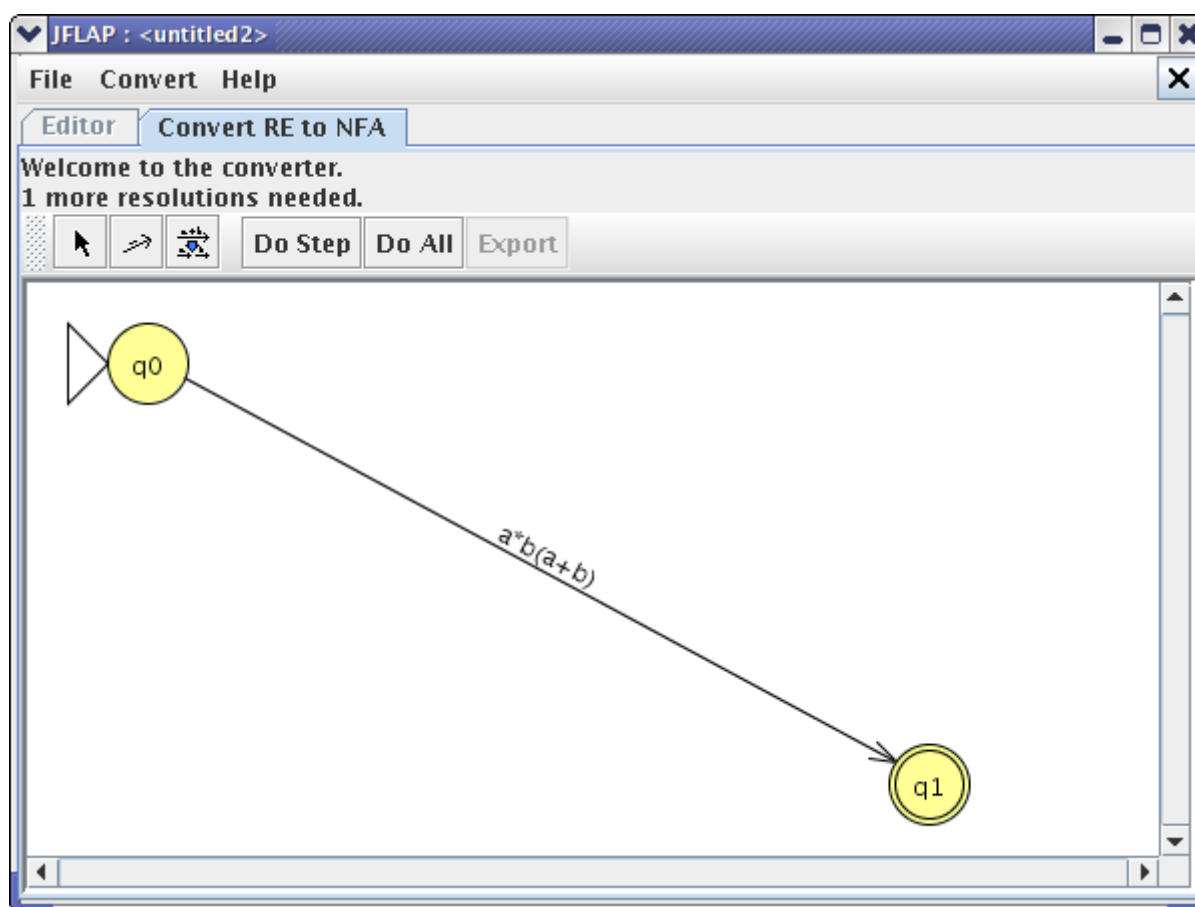 JFLAP : <untitled2>
File Convert Help
Editor Convert RE to NFA
Welcome to the converter.
1 more resolutions needed.
Do Step Do All Export
q0
a*b(a+b)
q1